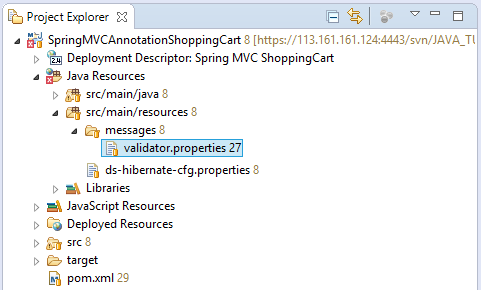 Project Explorer
SpringMVCAnnotationShoppingCart 8 [https://113.161.161.124:4443/svn/JAVA_TU
Deployment Descriptor: Spring MVC ShoppingCart
Java Resources
src/main/java 8
src/main/resources 8
messages 8
validator.properties 27
ds-hibernate-cfg.properties 8
Libraries
JavaScript Resources
Deployed Resources
src 8
target
pom.xml 29